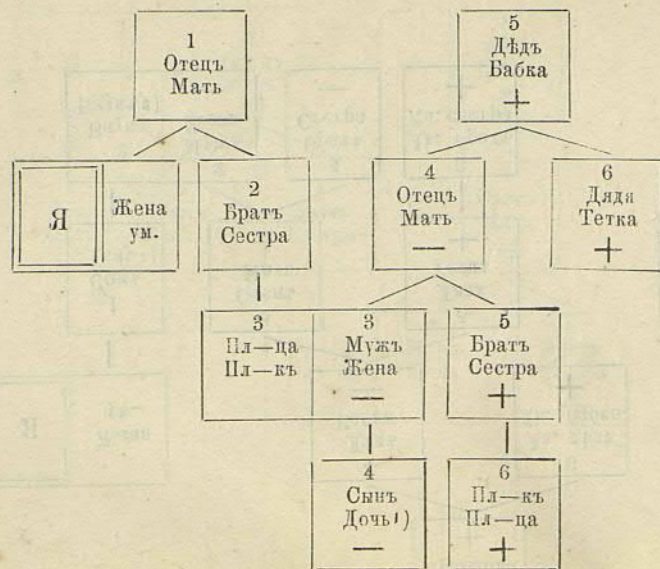 1
Отецъ
Мать
5
Дѣдъ
Бабка
+
Я
Жена
ум.
2
Братъ
Сестра
4
Отецъ
Мать
—
6
Дядя
Тетка
+
3
Пл—ца
Пл—къ
3
Мужъ
Жена
—
5
Братъ
Сестра
+
4
Сынъ
Дочь¹)
—
6
Пл—къ
Пл—ца
+